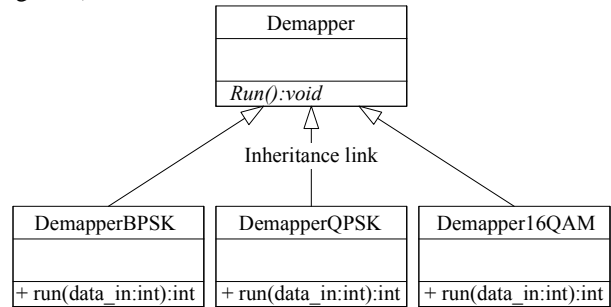 Demapper
Run():void
Inheritance link
DemapperBPSK
DemapperQPSK
Demapper16QAM
+ run(data_in:int):int
+ run(data_in:int):int
+ run(data_in:int):int